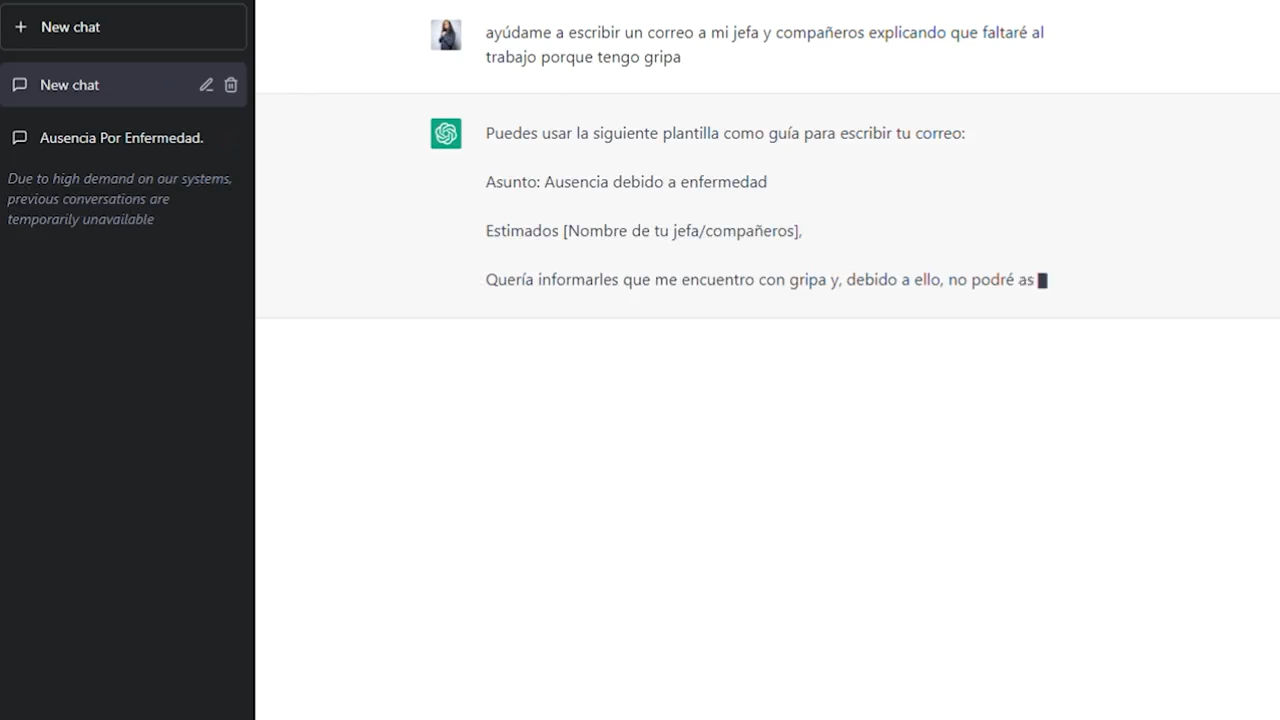 New chat
New chat
Ausencia Por Enfermedad.
Due to high demand on our systems,
previous conversations are
temporarily unavailable
ayúdame a escribir un correo a mi jefa y compañeros explicando que faltaré al
trabajo porque tengo gripa
Puedes usar la siguiente plantilla como guía para escribir tu correo:
Asunto: Ausencia debido a enfermedad
Estimados [Nombre de tu jefa/compañeros],
Quería informarles que me encuentro con gripa y, debido a ello, no podré as